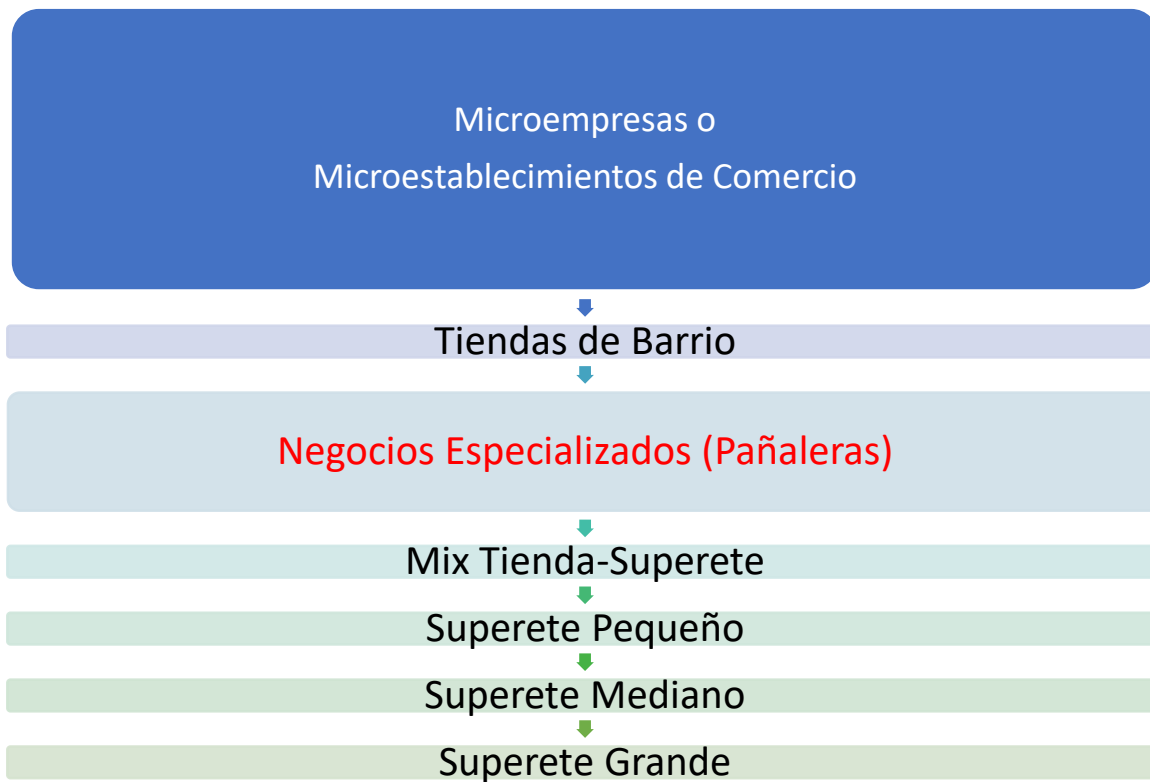 Microempresas o
Microestablecimientos de Comercio
Tiendas de Barrio
Negocios Especializados (Pañaleras)
Mix Tienda-Superete
Superete Pequeño
Superete Mediano
Superete Grande